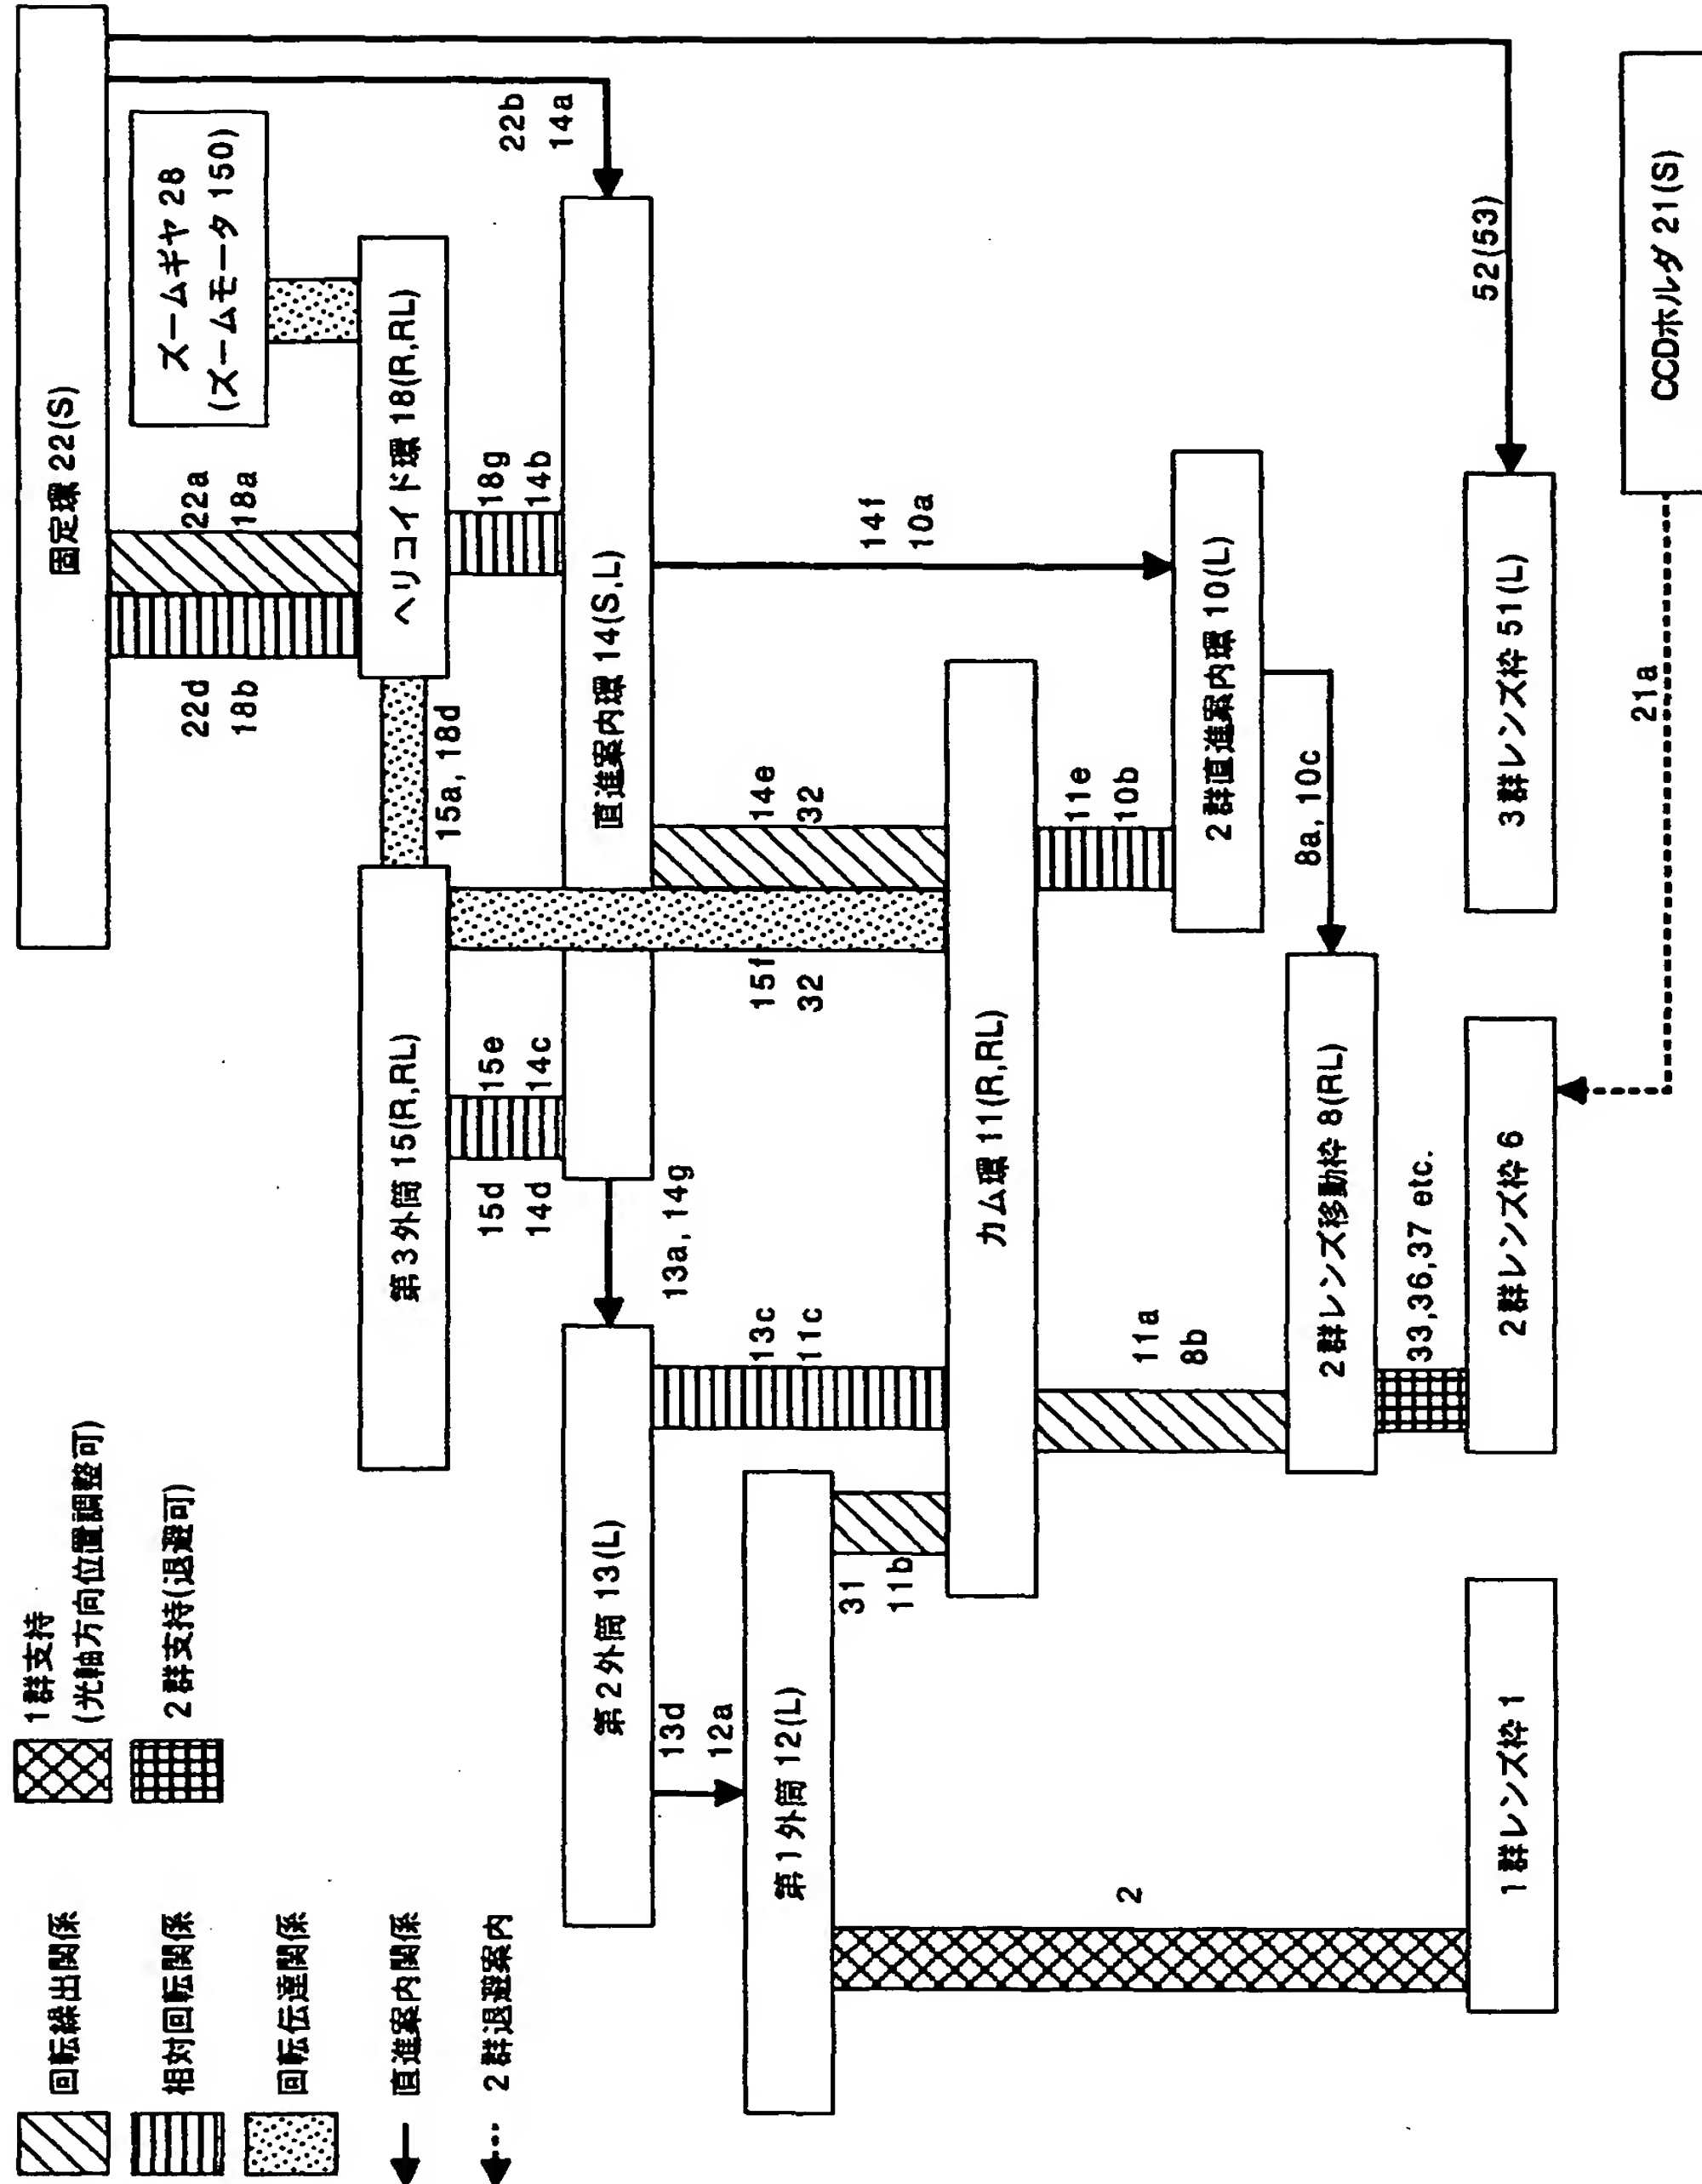 回転繰出関係
相対回転関係
回転伝達関係
直進案内関係
2群退避案内
1群支持
(光軸方向位置調整可)
2群支持(退避可)
固定環 22(S)
ズームギヤ 28
(ズームモータ 150)
22a
18a
22d
18b
22b
14a
ヘリコイド環 18(R,RL)
15a, 18d
18g
14b
第3外筒 15(R,RL)
15e
14c
15d
14d
直進案内環 14(S,L)
13a, 14g
14e
32
15f
32
14f
10a
第2外筒 13(L)
13c
11c
13d
12a
第1外筒 12(L)
31
11b
カム環 11(R,RL)
11e
10b
11a
8b
2群直進案内環 10(L)
8a, 10c
2群レンズ移動枠 8(RL)
33,36,37 etc.
2
1群レンズ枠 1
2群レンズ枠 6
3群レンズ枠 51(L)
52(53)
21a
CCDホルダ 21(S)